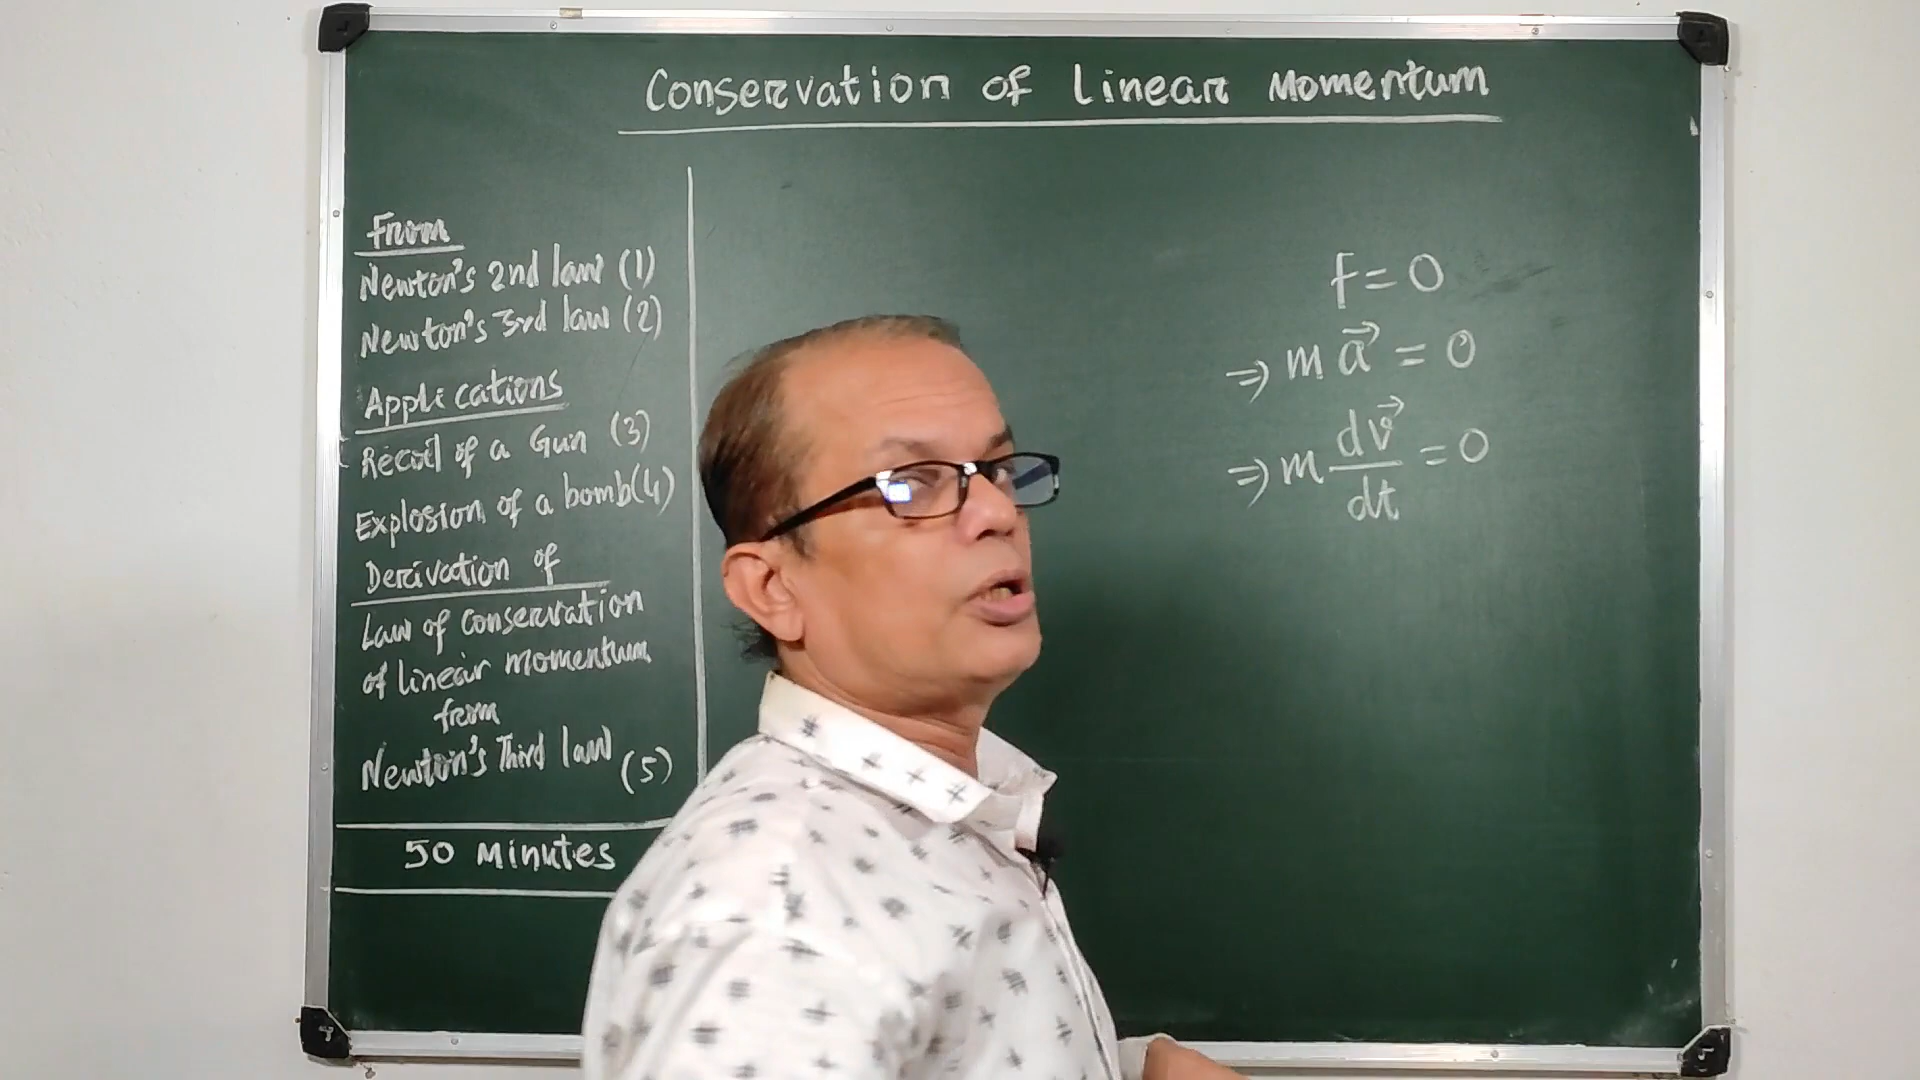 Conservation of Linear Momentum
From
Newton's 2nd law (1)
Newton's 3rd law (2)
Applications
Recoil of a Gun (3)
Explosion of a bomb(4)
Derivation of
Law of conservation
of linear momentum
from
Newton's Third law (5)
50 Minutes
f = 0
⇒ m a⃗ = 0
⇒ m dv⃗/dt = 0